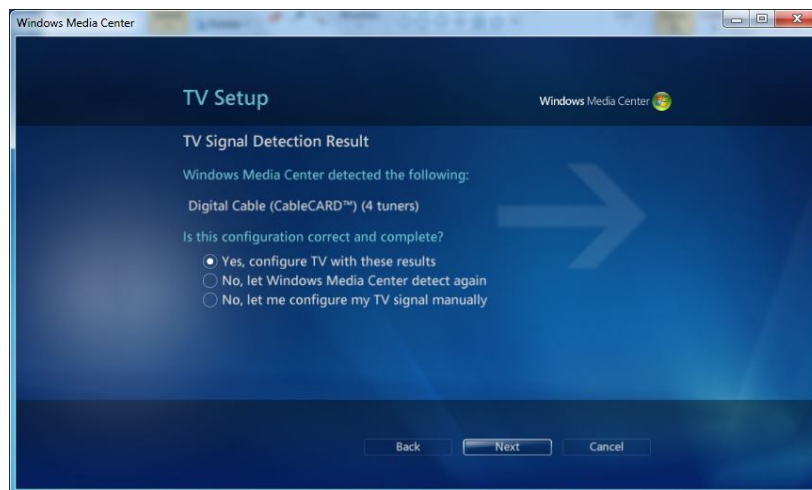 Windows Media Center
TV Setup
Windows Media Center
TV Signal Detection Result
Windows Media Center detected the following:
Digital Cable (CableCARD™) (4 tuners)
Is this configuration correct and complete?
Yes, configure TV with these results
No, let Windows Media Center detect again
No, let me configure my TV signal manually
Back Next Cancel